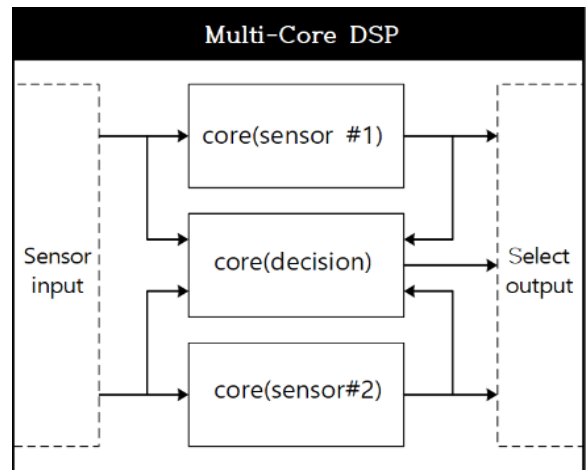 Multi-Core DSP
core(sensor #1)
Sensor
input
core(decision)
Select
output
core(sensor#2)